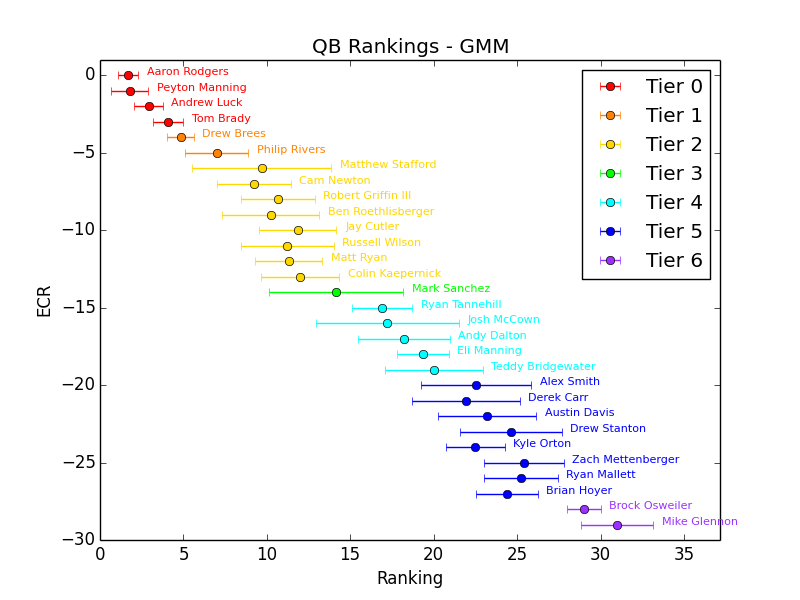 QB Rankings - GMM
Aaron Rodgers
Peyton Manning
Andrew Luck
Tom Brady
Drew Brees
Philip Rivers
Matthew Stafford
Cam Newton
Robert Griffin III
Ben Roethlisberger
Jay Cutler
Russell Wilson
Matt Ryan
Colin Kaepernick
Mark Sanchez
Ryan Tannehill
Josh McCown
Andy Dalton
Eli Manning
Teddy Bridgewater
Alex Smith
Derek Carr
Austin Davis
Drew Stanton
Kyle Orton
Zach Mettenberger
Ryan Mallett
Brian Hoyer
Brock Osweiler
Mike Glennon
Tier 0
Tier 1
Tier 2
Tier 3
Tier 4
Tier 5
Tier 6
0
−5
−10
−15
−20
−25
−30
ECR
0 5 10 15 20 25 30 35
Ranking